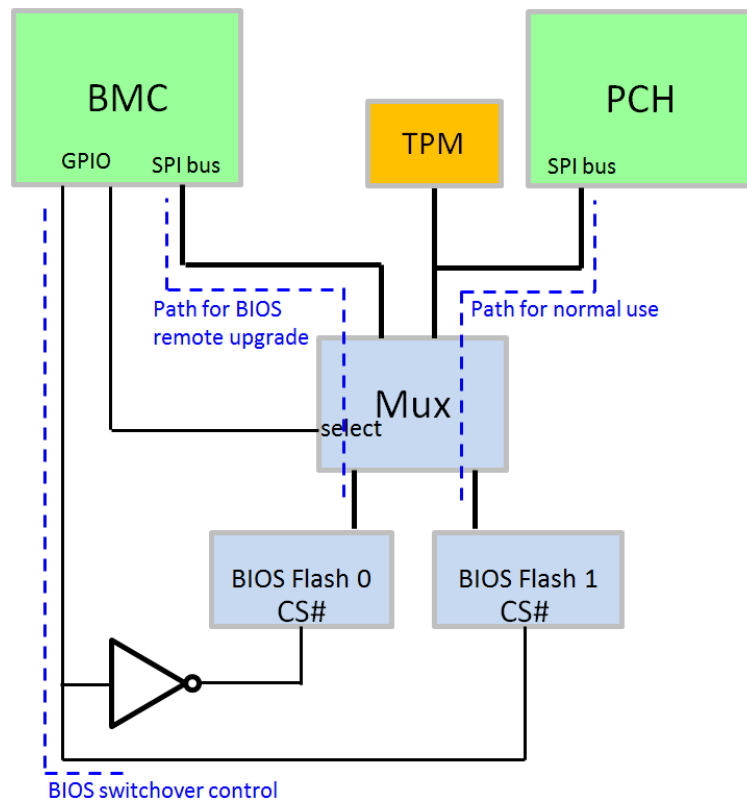 BMC
PCH
TPM
GPIO
SPI bus
SPI bus
Path for BIOS
remote upgrade
Path for normal use
Mux
select
BIOS Flash 0
CS#
BIOS Flash 1
CS#
BIOS switchover control